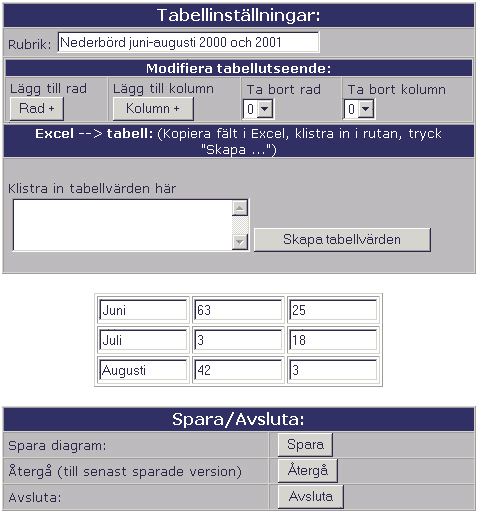 Tabellinställningar:
Rubrik: Nederbörd juni-augusti 2000 och 2001
Modifiera tabellutseende:
Lägg till rad Lägg till kolumn Ta bort rad Ta bort kolumn
Rad + Kolumn + 0 0
Excel --> tabell: (Kopiera fält i Excel, klistra in i rutan, tryck
"Skapa ...")
Klistra in tabellvärden här
Skapa tabellvärden
Juni 63 25
Juli 3 18
Augusti 42 3
Spara/Avsluta:
Spara diagram: Spara
Återgå (till senast sparade version) Återgå
Avsluta: Avsluta